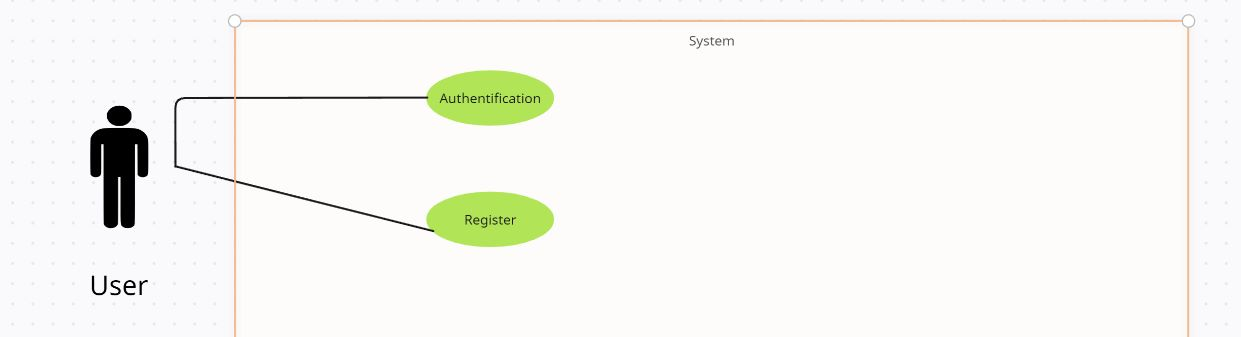 System
Authentification
Register
User